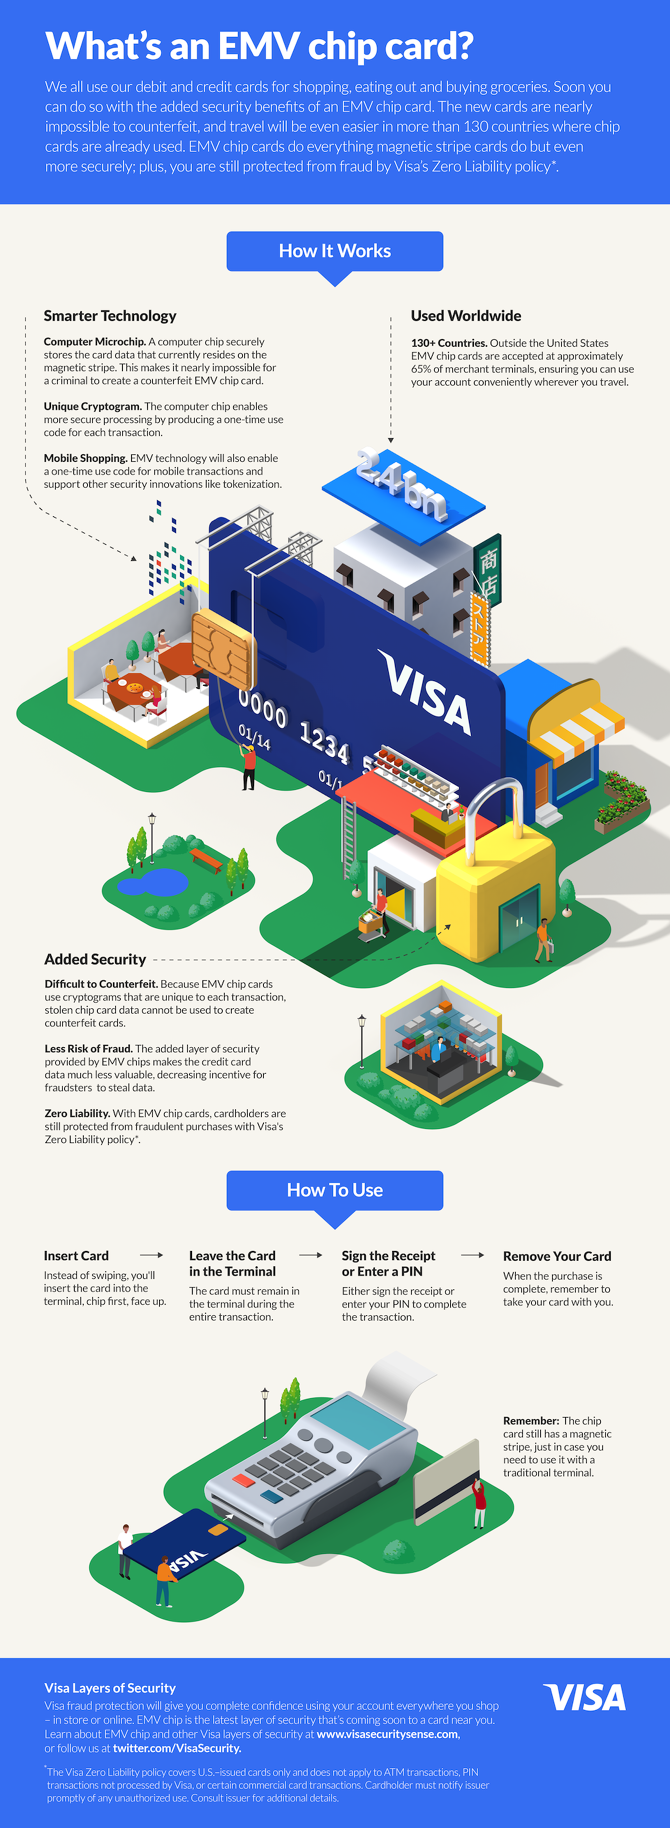 What's an EMV chip card?
We all use our debit and credit cards for shopping, eating out and buying groceries. Soon you
can do so with the added security benefits of an EMV chip card. The new cards are nearly
impossible to counterfeit, and travel will be even easier in more than 130 countries where chip
cards are already used. EMV chip cards do everything magnetic stripe cards do but even
more securely; plus, you are still protected from fraud by Visa's Zero Liability policy*.
How It Works
Smarter Technology
Computer Microchip. A computer chip securely
stores the card data that currently resides on the
magnetic stripe. This makes it nearly impossible for
a criminal to create a counterfeit EMV chip card.
Unique Cryptogram. The computer chip enables
more secure processing by producing a one-time use
code for each transaction.
Mobile Shopping. EMV technology will also enable
a one-time use code for mobile transactions and
support other security innovations like tokenization.
Used Worldwide
130+ Countries. Outside the United States
EMV chip cards are accepted at approximately
65% of merchant terminals, ensuring you can use
your account conveniently wherever you travel.
2.4bn
商店
ストア
VISA
0000 1234 5
01/14
01/1
Added Security
Difficult to Counterfeit. Because EMV chip cards
use cryptograms that are unique to each transaction,
stolen chip card data cannot be used to create
counterfeit cards.
Less Risk of Fraud. The added layer of security
provided by EMV chips makes the credit card
data much less valuable, decreasing incentive for
fraudsters to steal data.
Zero Liability. With EMV chip cards, cardholders are
still protected from fraudulent purchases with Visa's
Zero Liability policy*.
How To Use
Insert Card
Instead of swiping, you'll
insert the card into the
terminal, chip first, face up.
Leave the Card
in the Terminal
The card must remain in
the terminal during the
entire transaction.
Sign the Receipt
or Enter a PIN
Either sign the receipt or
enter your PIN to complete
the transaction.
Remove Your Card
When the purchase is
complete, remember to
take your card with you.
Remember: The chip
card still has a magnetic
stripe, just in case you
need to use it with a
traditional terminal.
VISA
Visa Layers of Security
Visa fraud protection will give you complete confidence using your account everywhere you shop
– in store or online. EMV chip is the latest layer of security that's coming soon to a card near you.
Learn about EMV chip and other Visa layers of security at www.visasecuritysense.com,
or follow us at twitter.com/VisaSecurity.
VISA
*The Visa Zero Liability policy covers U.S.-issued cards only and does not apply to ATM transactions, PIN
transactions not processed by Visa, or certain commercial card transactions. Cardholder must notify issuer
promptly of any unauthorized use. Consult issuer for additional details.